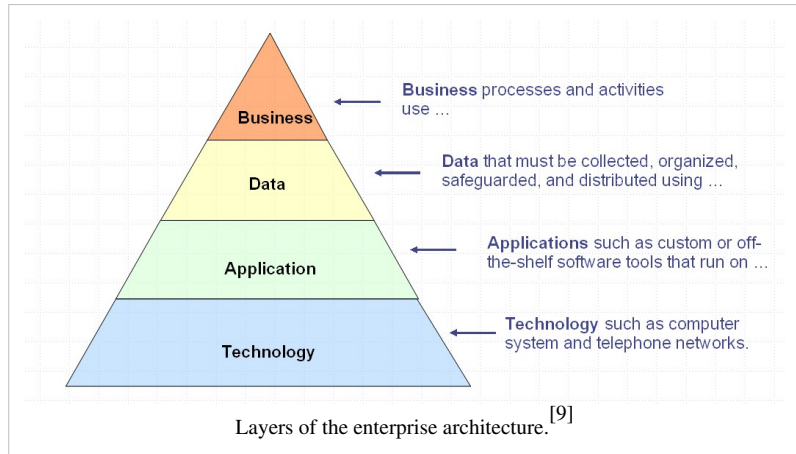 Business
Business processes and activities
use …
Data
Data that must be collected, organized,
safeguarded, and distributed using …
Application
Applications such as custom or off-
the-shelf software tools that run on …
Technology
Technology such as computer
system and telephone networks.
Layers of the enterprise architecture.[9]